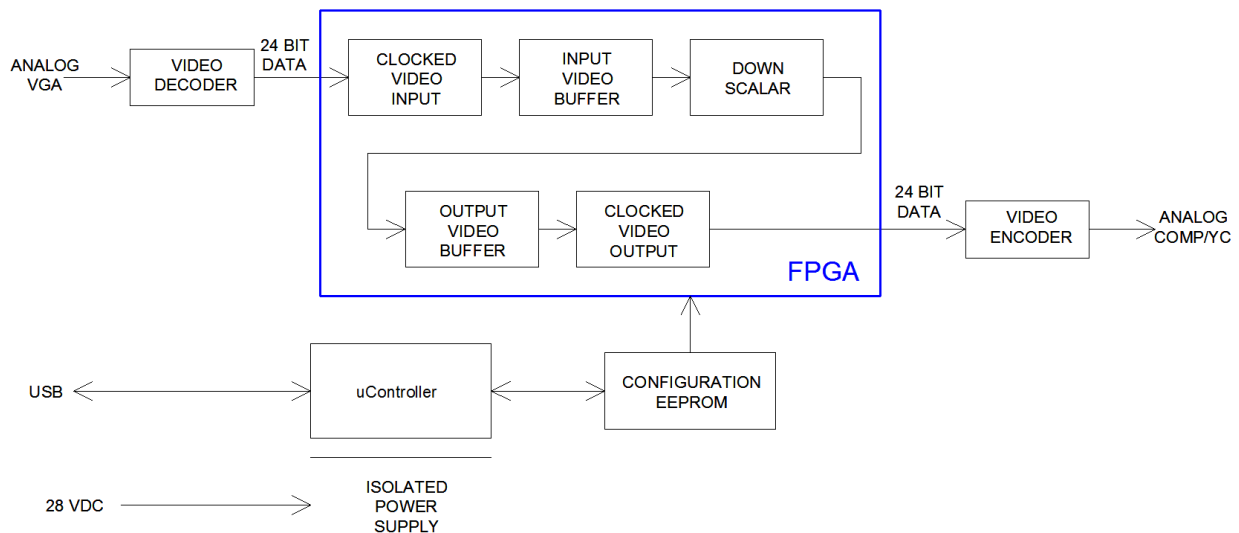 ANALOG
VGA
VIDEO
DECODER
24 BIT
DATA
CLOCKED
VIDEO
INPUT
INPUT
VIDEO
BUFFER
DOWN
SCALAR
OUTPUT
VIDEO
BUFFER
CLOCKED
VIDEO
OUTPUT
FPGA
24 BIT
DATA
VIDEO
ENCODER
ANALOG
COMP/YC
USB
uController
CONFIGURATION
EEPROM
28 VDC
ISOLATED
POWER
SUPPLY